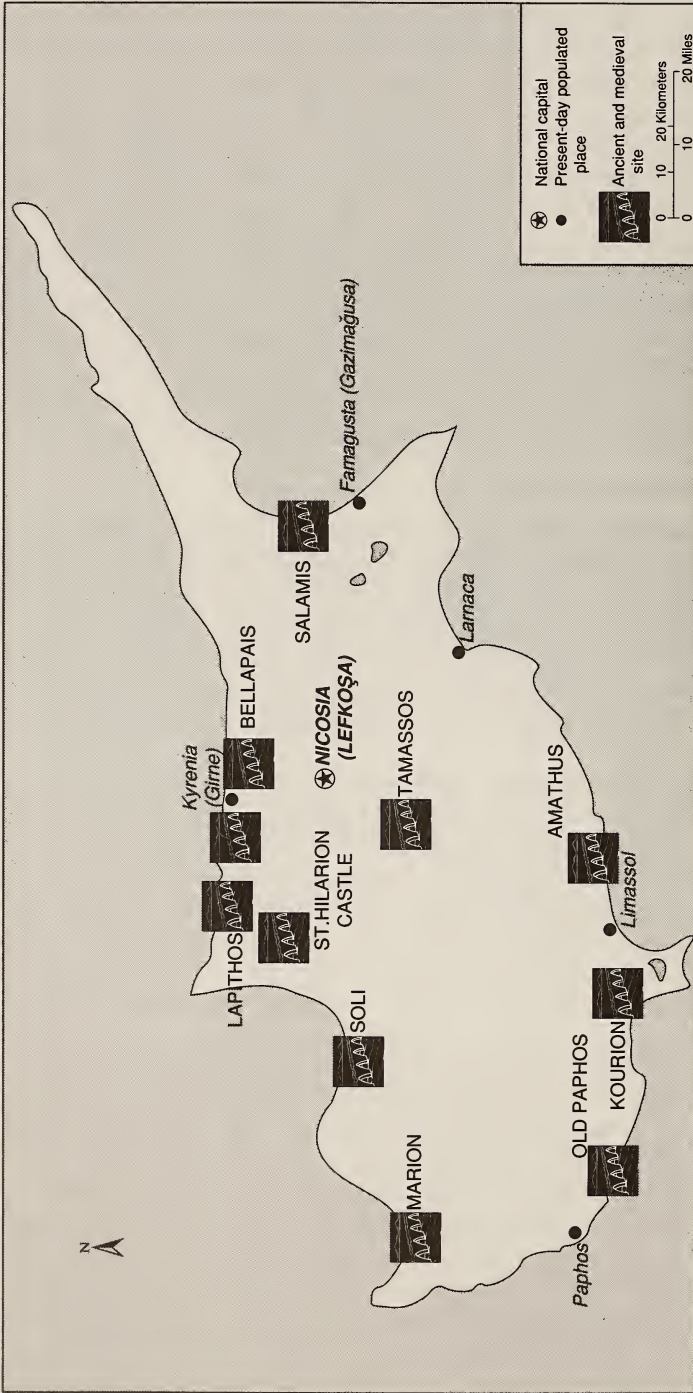 N
Kyrenia
(Girne)
LAPITHOS
BELLAPAIS
ST.HILARION
CASTLE
SALAMIS
SOLI
NICOSIA
(LEFKOŞA)
Famagusta (Gazimağusa)
MARION
TAMASSOS
Larnaca
AMATHUS
OLD PAPHOS
Paphos
KOURION
Limassol
National capital
Present-day populated
place
Ancient and medieval
site
0 10 20 Kilometers
0 10 20 Miles